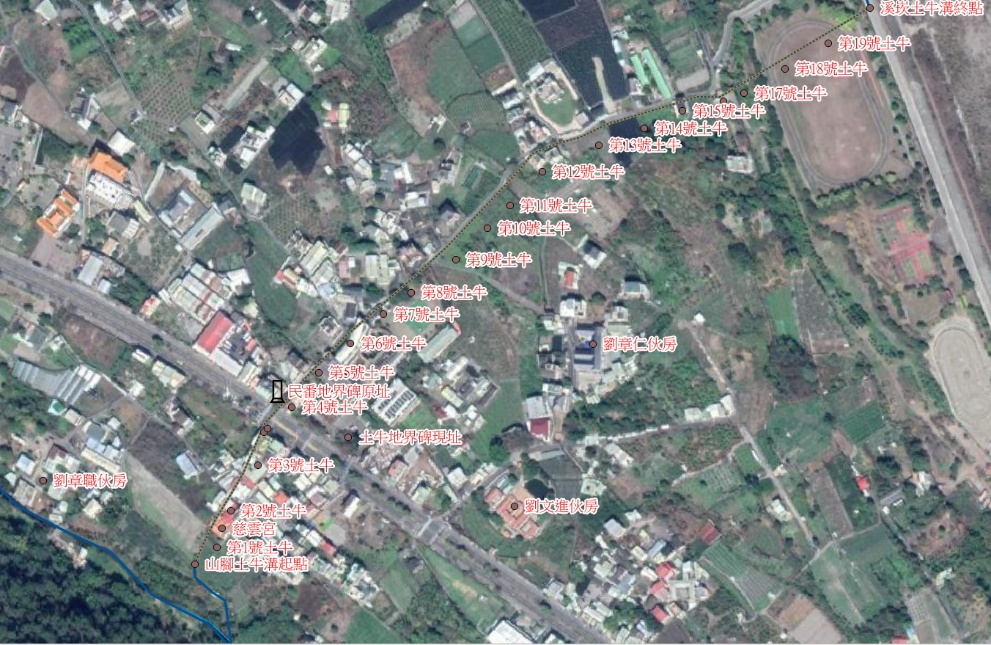 溪崁土牛溝終點
第19號土牛
第18號土牛
第17號土牛
第15號土牛
第14號土牛
第13號土牛
第12號土牛
第11號土牛
第10號土牛
第9號土牛
第8號土牛
第7號土牛
第6號土牛
劉章仁伙房
第5號土牛
民番地界碑原址
第4號土牛
土牛地界碑現址
第3號土牛
劉章職伙房
劉文進伙房
第2號土牛
慈雲宮
第1號土牛
山腳土牛溝起點